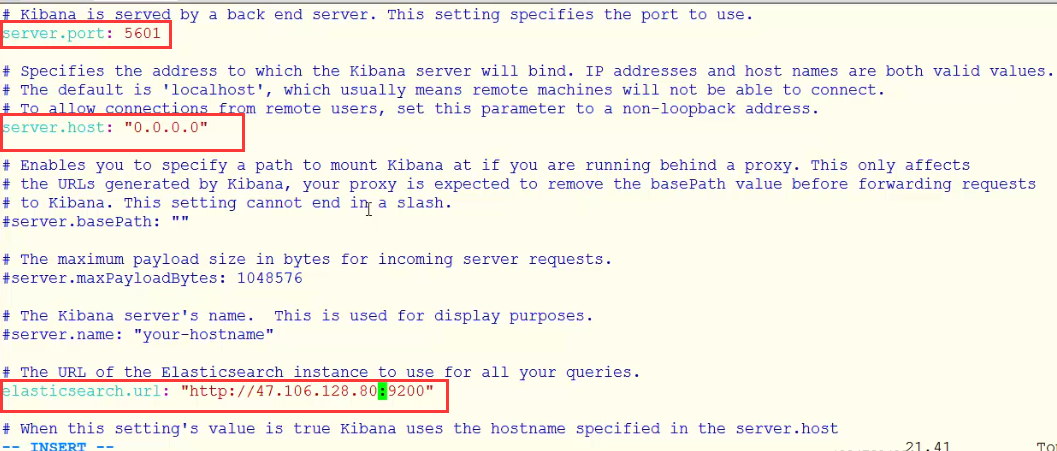 # Kibana is served by a back end server. This setting specifies the port to use.
server.port: 5601
# Specifies the address to which the Kibana server will bind. IP addresses and host names are both valid values.
# The default is 'localhost', which usually means remote machines will not be able to connect.
# To allow connections from remote users, set this parameter to a non-loopback address.
server.host: "0.0.0.0"
# Enables you to specify a path to mount Kibana at if you are running behind a proxy. This only affects
# the URLs generated by Kibana, your proxy is expected to remove the basePath value before forwarding requests
# to Kibana. This setting cannot end in a slash.
#server.basePath: ""
# The maximum payload size in bytes for incoming server requests.
#server.maxPayloadBytes: 1048576
# The Kibana server's name.  This is used for display purposes.
#server.name: "your-hostname"
# The URL of the Elasticsearch instance to use for all your queries.
elasticsearch.url: "http://47.106.128.80:9200"
# When this setting's value is true Kibana uses the hostname specified in the server.host
-- INSERT -- 21,41